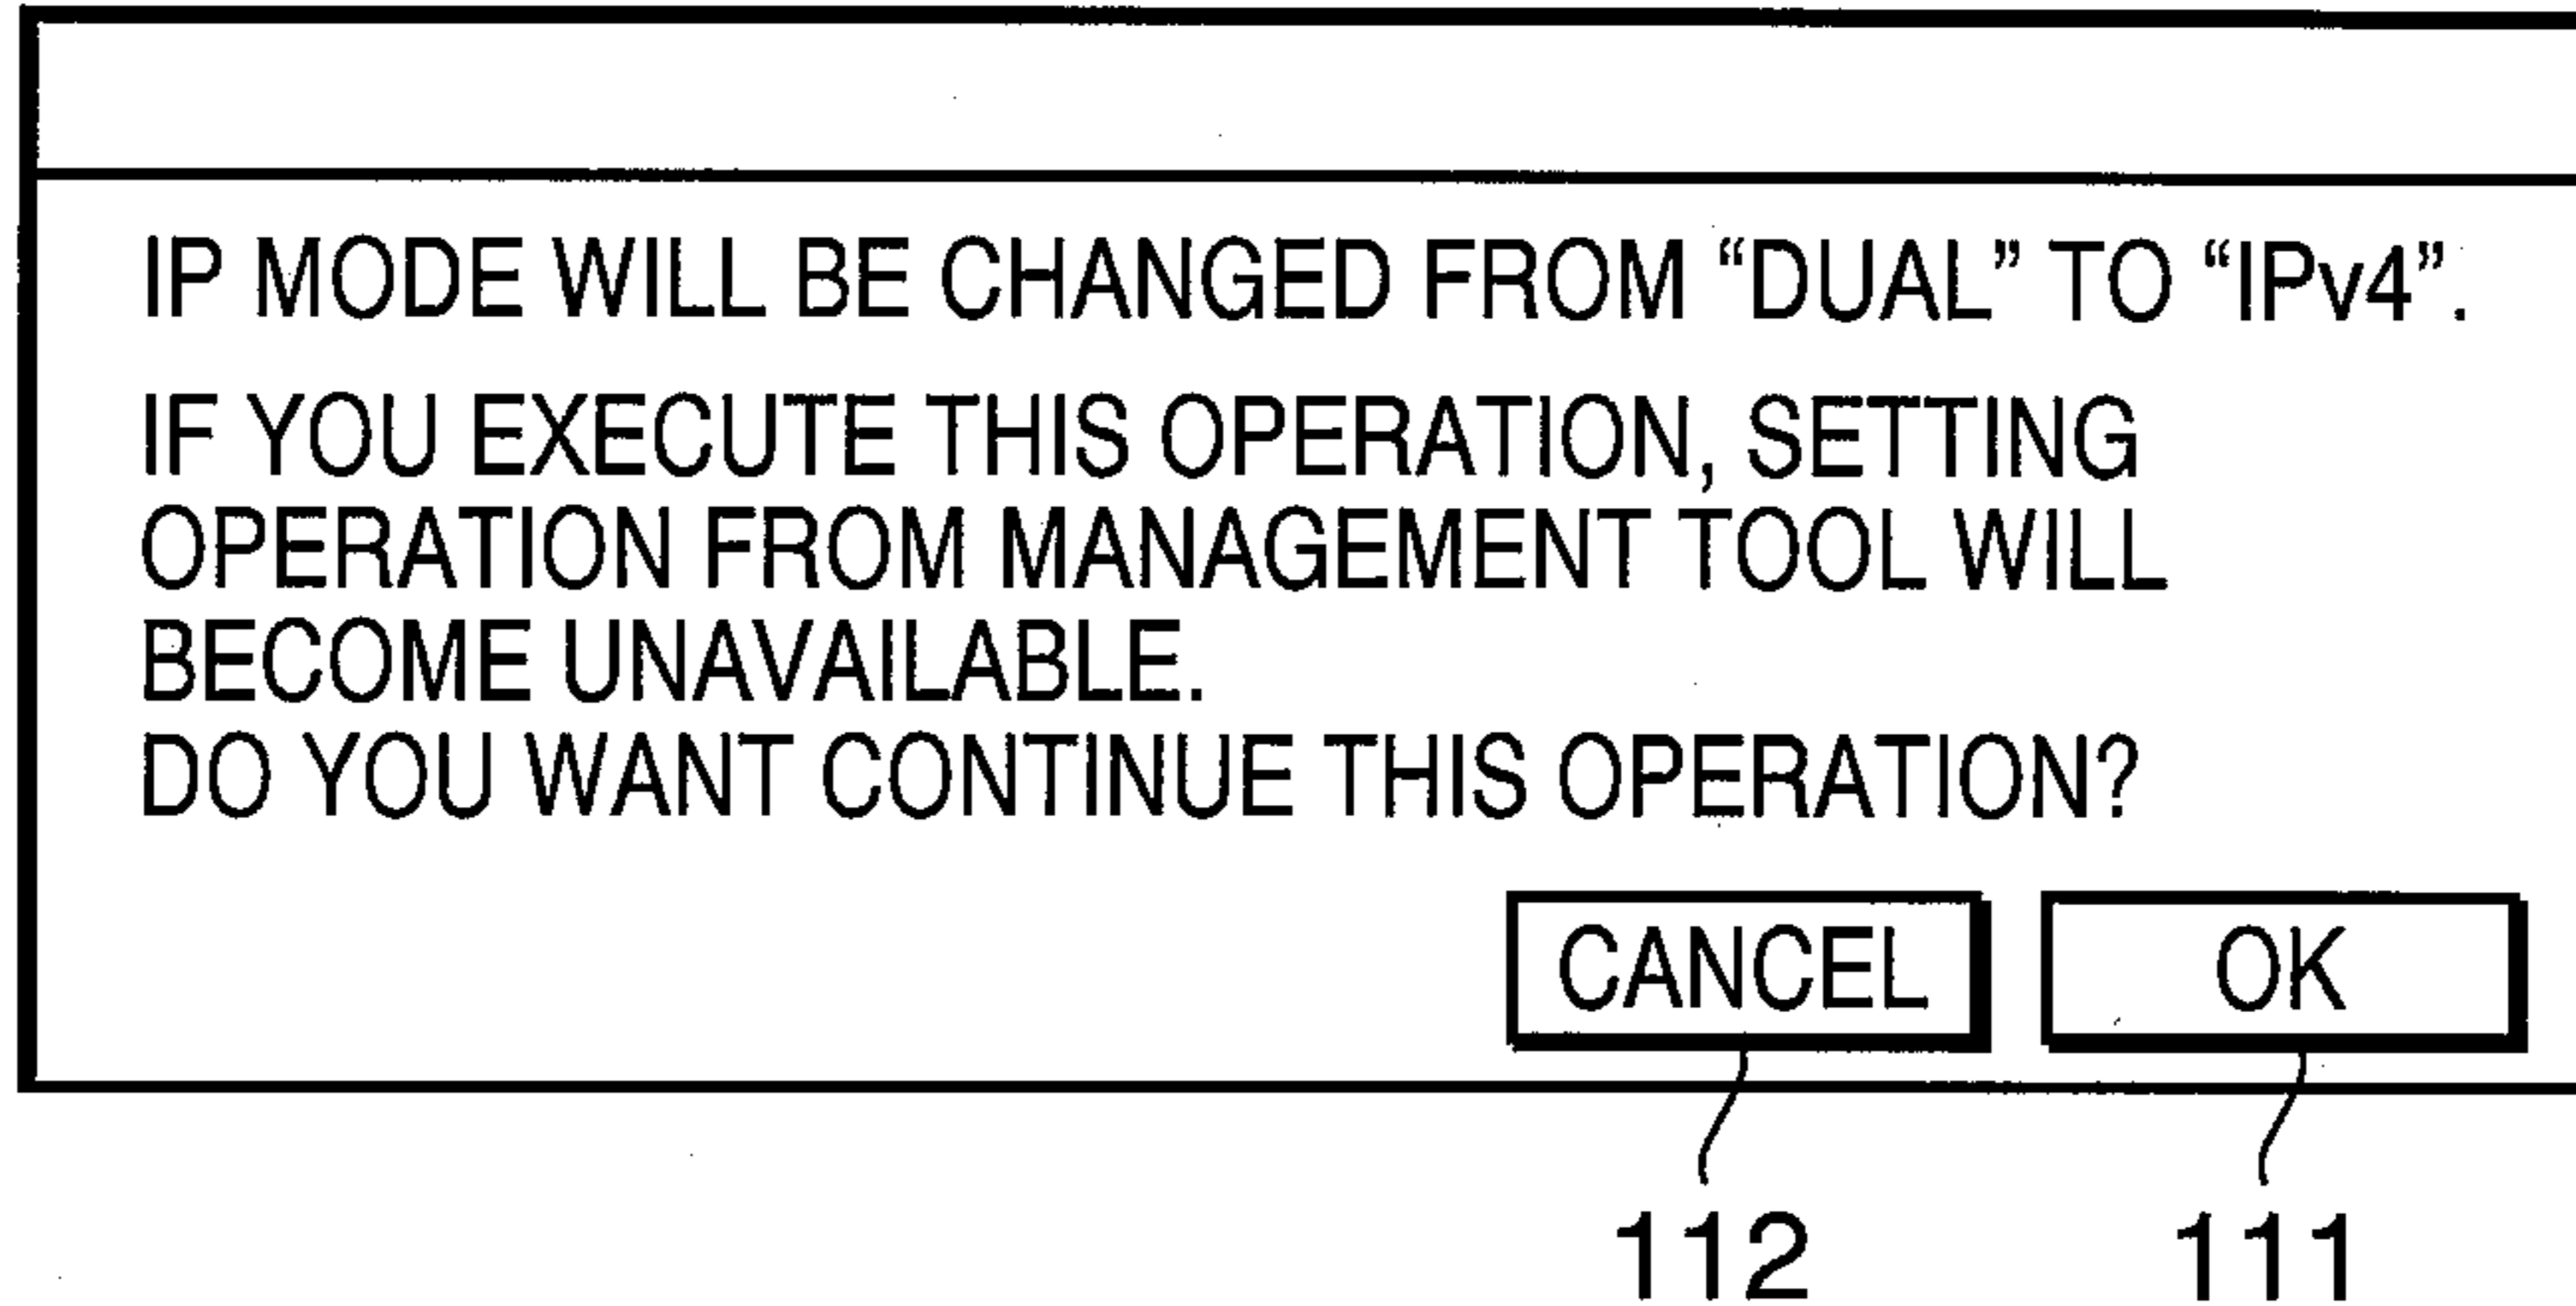 IP MODE WILL BE CHANGED FROM “DUAL” TO “IPv4”.
IF YOU EXECUTE THIS OPERATION, SETTING
OPERATION FROM MANAGEMENT TOOL WILL
BECOME UNAVAILABLE.
DO YOU WANT CONTINUE THIS OPERATION?
CANCEL OK
112 111